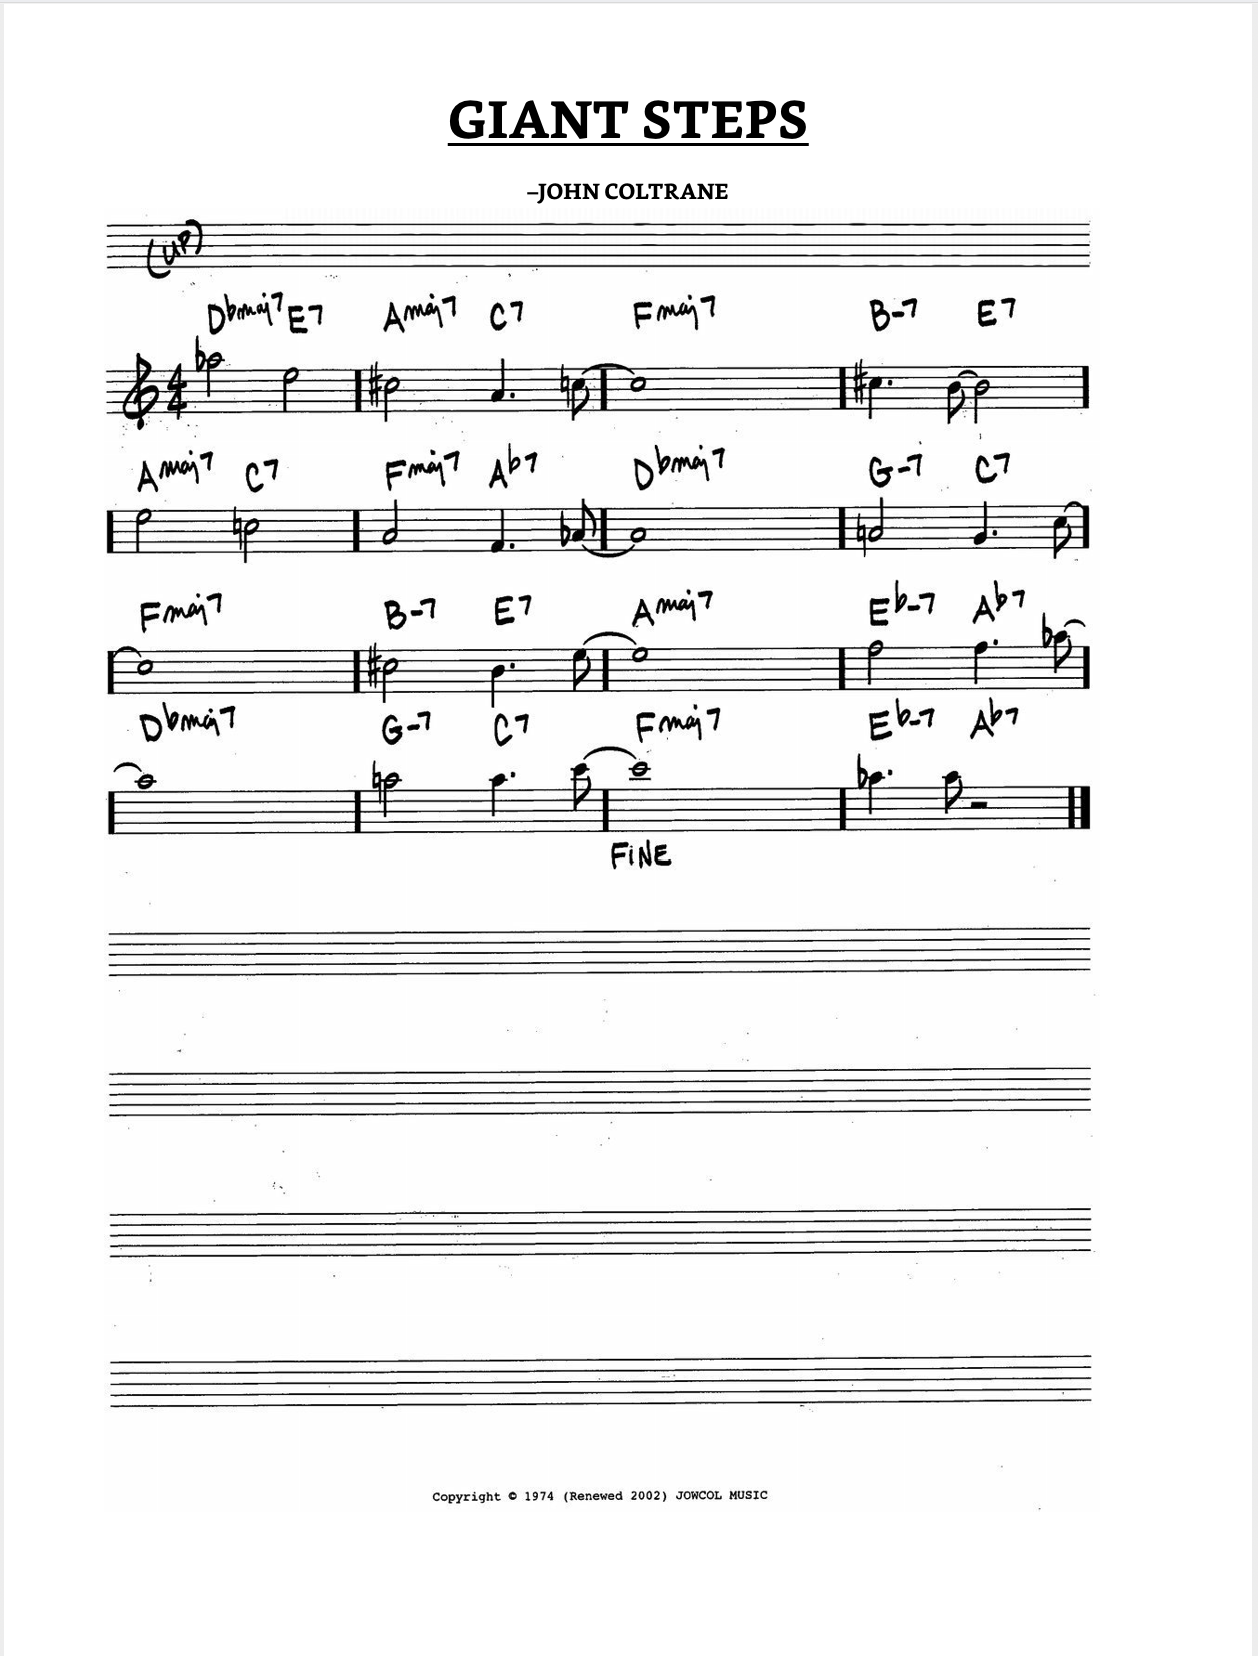 GIANT STEPS
–JOHN COLTRANE
(UP)
Dbmaj7 E7 Amaj7 C7 Fmaj7 B-7 E7
4
4
Amaj7 C7 Fmaj7 Ab7 Dbmaj7 G-7 C7
Fmaj7 B-7 E7 Amaj7 Eb-7 Ab7
Dbmaj7 G-7 C7 Fmaj7 Eb-7 Ab7
FINE
Copyright © 1974 (Renewed 2002) JOWCOL MUSIC